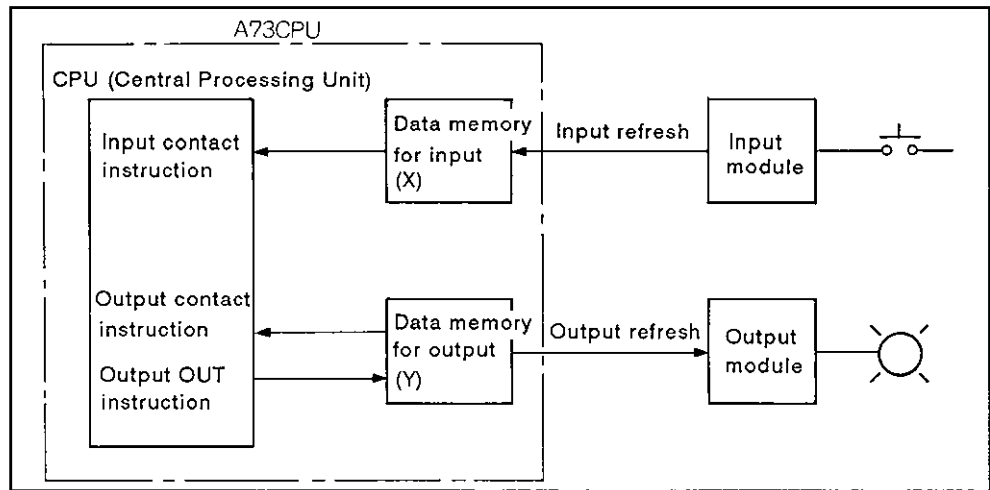 A73CPU
CPU (Central Processing Unit)
Input contact
instruction
Data memory
for input
(X)
Input refresh
Input
module
Output contact
instruction
Output OUT
instruction
Data memory
for output
(Y)
Output refresh
Output
module